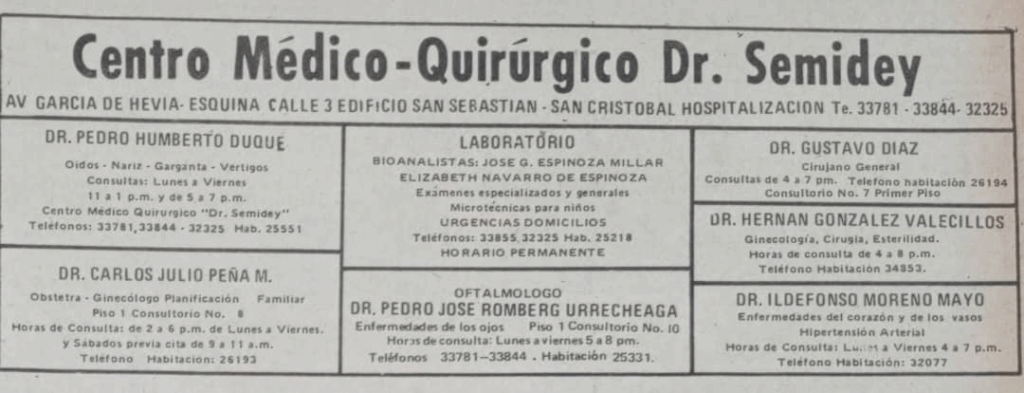 Centro Médico-Quirúrgico Dr. Semidey
AV GARCIA DE HEVIA- ESQUINA CALLE 3 EDIFICIO SAN SEBASTIAN - SAN CRISTOBAL HOSPITALIZACION Te. 33781 - 33844- 32325
DR. PEDRO HUMBERTO DUQUE
Oidos - Nariz - Garganta - Vertigos
Consultas: Lunes a Viernes
11 a 1 p.m. y de 5 a 7 p.m.
Centro Médico Quirurgico "Dr. Semidey"
Teléfonos: 33781,33844 - 32325 Hab. 25551
DR. CARLOS JULIO PEÑA M.
Obstetra - Ginecólogo Planificación Familiar
Piso 1 Consultorio No. 8
Horas de Consulta: de 2 a 6 p.m. de Lunes a Viernes.
y Sábados previa cita de 9 a 11 a.m.
Teléfono Habitacion: 26193
LABORATORIO
BIOANALISTAS: JOSE G. ESPINOZA MILLAR
ELIZABETH NAVARRO DE ESPINOZA
Exámenes especializados y generales
Microtécnicas para niños
URGENCIAS DOMICILIOS
Teléfonos: 33855 32325 Hab. 25218
HORARIO PERMANENTE
OFTALMOLOGO
DR. PEDRO JOSE ROMBERG URRECHEAGA
Enfermedades de los ojos Piso 1 Consultorio No. 10
Horas de consulta: Lunes a viernes 5 a 8 pm.
Teléfonos 33781—33844 - Habitación 25331.
DR. GUSTAVO DIAZ
Cirujano General
Consultas de 4 a 7 pm. Telefono habitación 26194
Consultorio No. 7 Primer Piso
DR. HERNAN GONZALEZ VALECILLOS
Ginecología, Cirugia, Esterilidad.
Horas de consulta de 4 a 8 p.m.
Teléfono Habitación 34853.
DR. ILDEFONSO MORENO MAYO
Enfermedades del corazón y de los vasos
Hipertensión Arterial
Horas de Consulta: Lunes a Viernes 4 a 7 p.m.
Teléfono Habitación: 32077